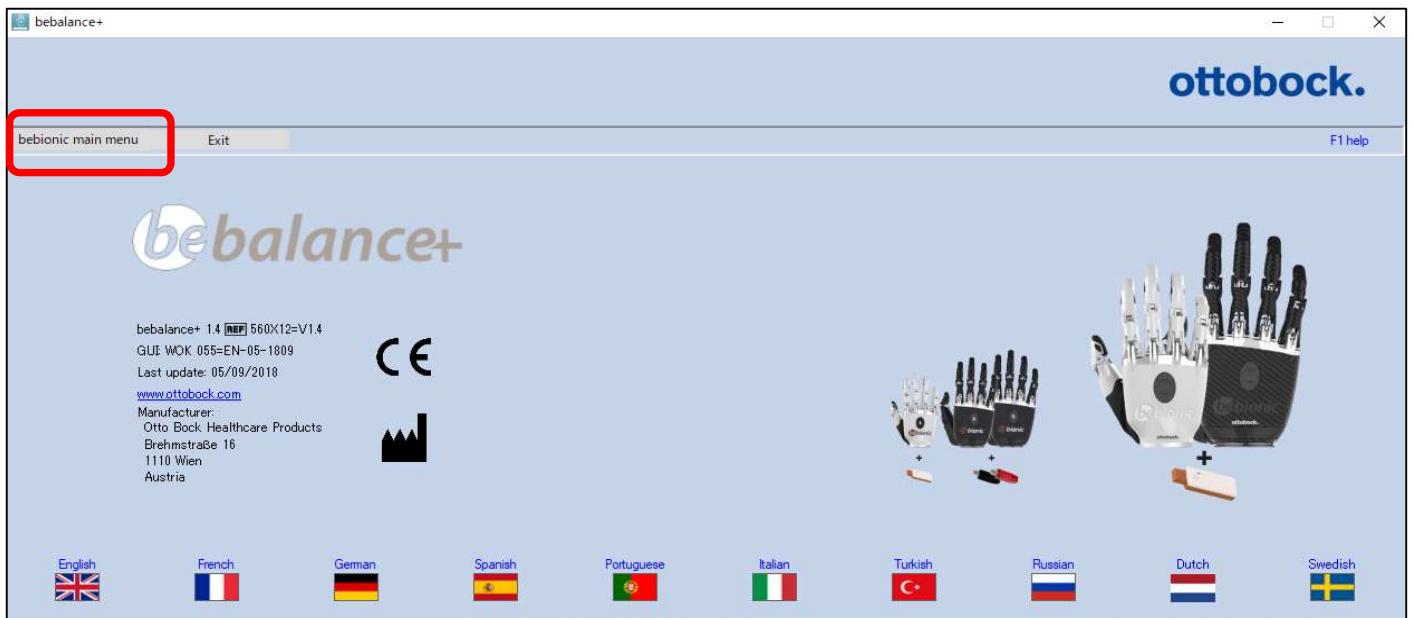 bebalance+
ottobock.
bebionic main menu Exit F1 help
bebalance+
bebalance+ 1.4 REF 560X12=V1.4
GUI: WOK 055=EN-05-1809
Last update: 05/09/2018
www.ottobock.com
Manufacturer:
Otto Bock Healthcare Products
Brehmstraße 16
1110 Wien
Austria
CE
bebionic
ottobock.
+ + +
English French German Spanish Portuguese Italian Turkish Russian Dutch Swedish